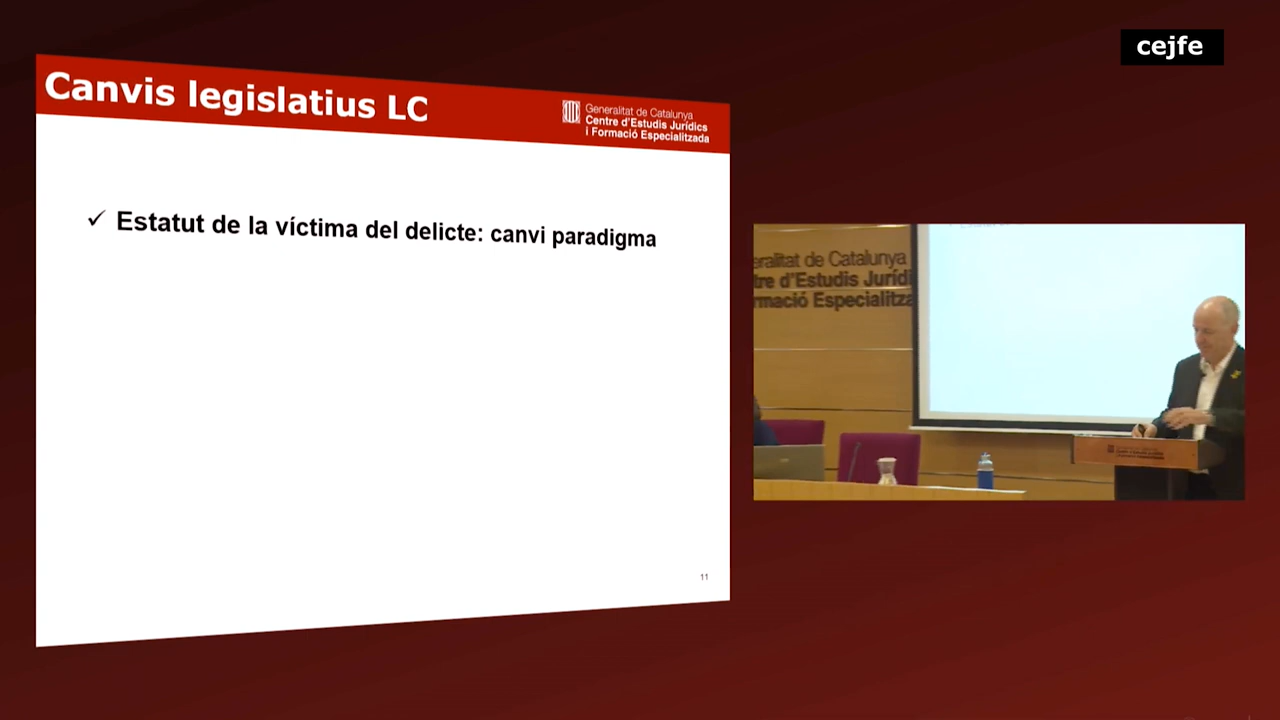 cejfe
Canvis legislatius LC
Generalitat de Catalunya
Centre d'Estudis Jurídics
i Formació Especialitzada
✓ Estatut de la víctima del delicte: canvi paradigma
11
eralitat de Catalunya
tre d'Estudis Jurídi
rmació Especialitza